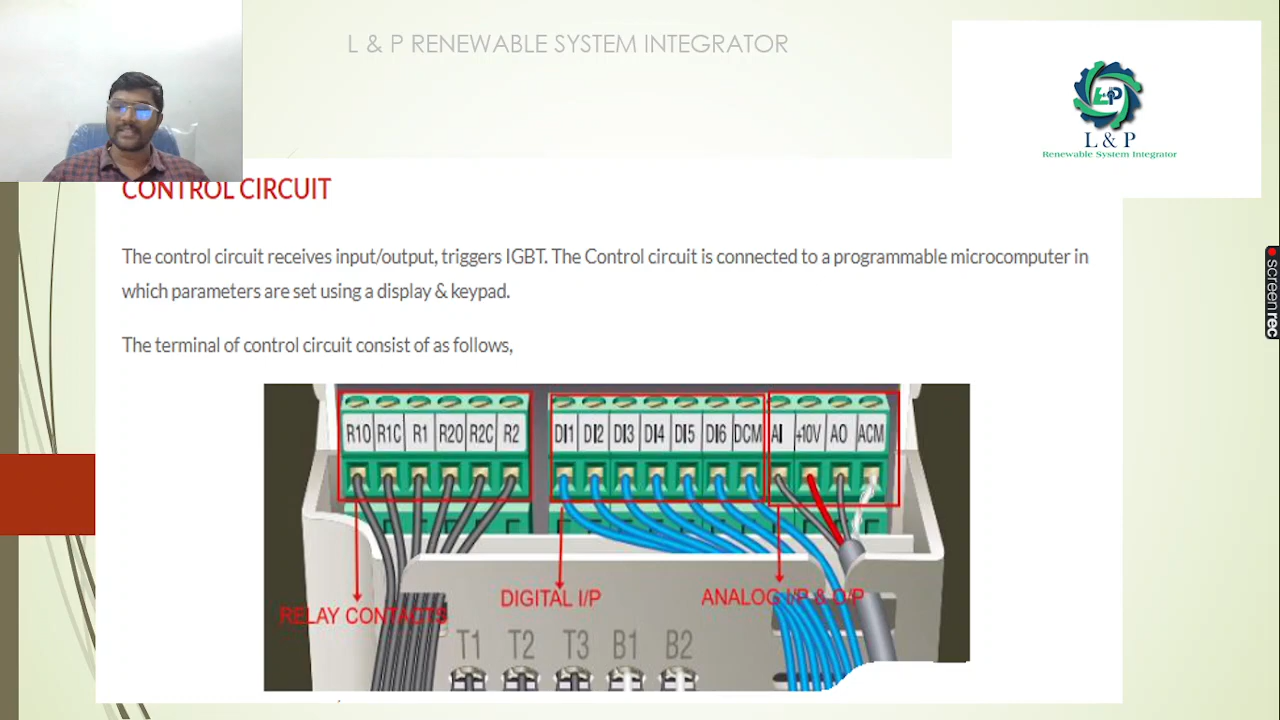 L & P RENEWABLE SYSTEM INTEGRATOR
L&P
L & P
Renewable System Integrator
CONTROL CIRCUIT
The control circuit receives input/output, triggers IGBT. The Control circuit is connected to a programmable microcomputer in
which parameters are set using a display & keypad.
The terminal of control circuit consist of as follows,
R1O R1C R1 R2O R2C R2 DI1 DI2 DI3 DI4 DI5 DI6 DCM AI +10V AO ACM
RELAY CONTACTS
DIGITAL I/P
ANALOG I/P & O/P
T1 T2 T3 B1 B2
screenrec